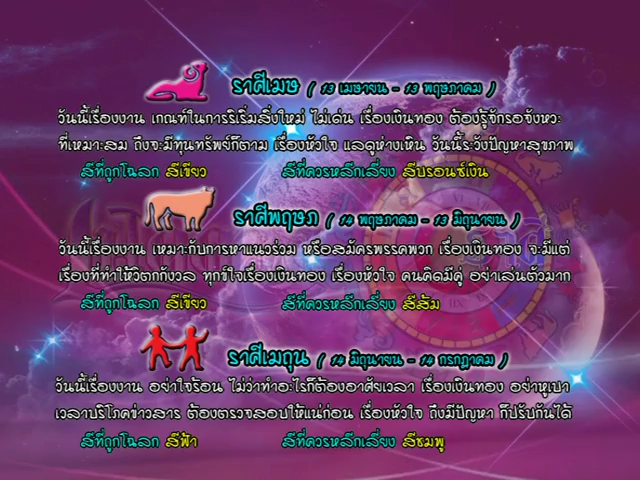 ราศีเมษ ( 13 เมษายน - 13 พฤษภาคม )
วันนี้เรื่องงาน เกณฑ์ในการริเริ่มสิ่งใหม่ ไม่เด่น เรื่องเงินทอง ต้องรู้จักรอจังหวะ
ที่เหมาะสม ถึงจะมีทุนทรัพย์ก็ตาม เรื่องหัวใจ แลดูห่างเหิน วันนี้ระวังปัญหาสุขภาพ
สีที่ถูกโฉลก สีเขียว สีที่ควรหลีกเลี่ยง สีบรอนซ์เงิน
ราศีพฤษภ ( 14 พฤษภาคม - 13 มิถุนายน )
วันนี้เรื่องงาน เหมาะกับการหาแนวร่วม หรือสมัครพรรคพวก เรื่องเงินทอง จะมีแต่
เรื่องที่ทำให้วิตกกังวล ทุกข์ใจเรื่องเงินทอง เรื่องหัวใจ คนคิดมีคู่ อย่าเล่นตัวมาก
สีที่ถูกโฉลก สีเขียว สีที่ควรหลีกเลี่ยง สีส้ม
ราศีเมถุน ( 14 มิถุนายน - 14 กรกฎาคม )
วันนี้เรื่องงาน อย่าใจร้อน ไม่ว่าทำอะไรก็ต้องอาศัยเวลา เรื่องเงินทอง อย่าหูเบา
เวลาบริโภคข่าวสาร ต้องตรวจสอบให้แน่ก่อน เรื่องหัวใจ ถึงมีปัญหา ก็ปรับกันได้
สีที่ถูกโฉลก สีฟ้า สีที่ควรหลีกเลี่ยง สีชมพู